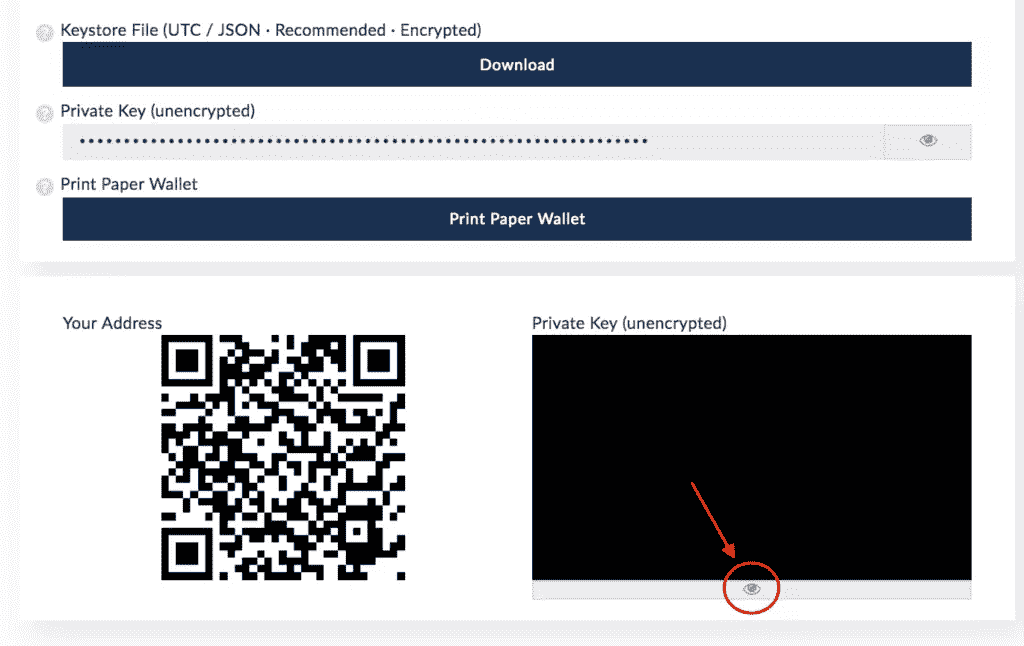 Keystore File (UTC / JSON · Recommended · Encrypted)
Download
Private Key (unencrypted)
Print Paper Wallet
Print Paper Wallet
Your Address
Private Key (unencrypted)